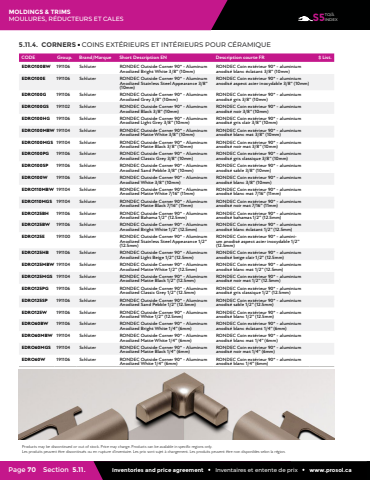 MOLDINGS & TRIMS
MOULURES, RÉDUCTEURS ET CALES
5.11.4. CORNERS • COINS EXTÉRIEURS ET INTÉRIEURS POUR CÉRAMIQUE
CODE Group. Brand/Marque Short Description EN Description courte FR $ List.
EDRO100BW 191106 Schluter RONDEC Outside Corner 90° - Aluminum RONDEC Coin extérieur 90° - aluminium
Anodized Bright White 3/8" (10mm) anodisé blanc éclatant 3/8" (10mm)
EDRO100E 191106 Schluter RONDEC Outside Corner 90° - Aluminum RONDEC Coin extérieur 90° - aluminium
Anodized Stainless Steel Appearance 3/8" anodisé aspect acier inoxydable 3/8" (10mm)
(10mm)
EDRO100G 191106 Schluter RONDEC Outside Corner 90° - Aluminum RONDEC Coin extérieur 90° - aluminium
Anodized Grey 3/8" (10mm) anodisé gris 3/8" (10mm)
EDRO100GS Schluter RONDEC Outside Corner 90° - Aluminum RONDEC Coin extérieur 90° - aluminium
Anodized Black 3/8" (10mm) anodisé noir 3/8" (10mm)
EDRO100HG 191106 Schluter RONDEC Outside Corner 90° - Aluminum RONDEC Coin extérieur 90° - aluminium
Anodized Light Grey 3/8" (10mm) anodisé gris clair 3/8" (10mm)
EDRO100MBW 191104 Schluter RONDEC Outside Corner 90° - Aluminum RONDEC Coin extérieur 90° - aluminium
Anodized Matte White 3/8" (10mm) anodisé blanc mat 3/8" (10mm)
EDRO100MGS 191104 Schluter RONDEC Outside Corner 90° - Aluminum RONDEC Coin extérieur 90° - aluminium
Anodized Matte Black 3/8" (10mm) anodisé noir mat 3/8" (10mm)
EDRO100PG 191106 Schluter RONDEC Outside Corner 90° - Aluminum RONDEC Coin extérieur 90° - aluminium
Anodized Classic Grey 3/8" (10mm) anodisé gris classique 3/8" (10mm)
EDRO100SP 191106 Schluter RONDEC Outside Corner 90° - Aluminum RONDEC Coin extérieur 90° - aluminium
Anodized Sand Pebble 3/8" (10mm) anodisé sable 3/8" (10mm)
EDRO100W 191106 Schluter RONDEC Outside Corner 90° - Aluminum RONDEC Coin extérieur 90° - aluminium
Anodized White 3/8" (10mm) anodisé blanc 3/8" (10mm)
EDRO110MBW 191106 Schluter RONDEC Outside Corner 90° - Aluminum RONDEC Coin extérieur 90° - aluminium
Anodized Matte White 7/16" (11mm) anodisé blanc mat 7/16" (11mm)
EDRO110MGS 191104 Schluter RONDEC Outside Corner 90° - Aluminum RONDEC Coin extérieur 90° - aluminium
Anodized Matte Black 7/16" (11mm) anodisé noir mat 7/16" (11mm)
EDRO125BH 191106 Schluter RONDEC Outside Corner 90° - Aluminum RONDEC Coin extérieur 90° - aluminium
Anodized Bahama 1/2" (12.5mm) anodisé bahamas 1/2" (12.5mm)
EDRO125BW 191106 Schluter RONDEC Outside Corner 90° - Aluminum RONDEC Coin extérieur 90° - aluminium
Anodized Bright White 1/2" (12.5mm) anodisé blanc éclatant 1/2" (12.5mm)
EDRO125E 191106 Schluter RONDEC Outside Corner 90° - Aluminum RONDEC Coin extérieur 90° - alumini-
Anodized Stainless Steel Appearance 1/2" um anodisé aspect acier inoxydable 1/2"
(12.5mm) (12.5mm)
EDRO125HB 191106 Schluter RONDEC Outside Corner 90° - Aluminum RONDEC Coin extérieur 90° - aluminium
Anodized Light Beige 1/2" (12.5mm) anodisé beige clair 1/2" (12.5mm)
EDRO125MBW 191104 Schluter RONDEC Outside Corner 90° - Aluminum RONDEC Coin extérieur 90° - aluminium
Anodized Matte White 1/2" (12.5mm) anodisé blanc mat 1/2" (12.5mm)
EDRO125MGS 191104 Schluter RONDEC Outside Corner 90° - Aluminum RONDEC Coin extérieur 90° - aluminium
Anodized Matte Black 1/2" (12.5mm) anodisé noir mat 1/2" (12.5mm)
EDRO125PG 191106 Schluter RONDEC Outside Corner 90° - Aluminum RONDEC Coin extérieur 90° - aluminium
Anodized Classic Grey 1/2" (12.5mm) anodisé gris classique 1/2" (12.5mm)
EDRO125SP 191106 Schluter RONDEC Outside Corner 90° - Aluminum RONDEC Coin extérieur 90° - aluminium
Anodized Sand Pebble 1/2" (12.5mm) anodisé sable 1/2" (12.5mm)
EDRO125W 191106 Schluter RONDEC Outside Corner 90° - Aluminum RONDEC Coin extérieur 90° - aluminium
Anodized White 1/2" (12.5mm) anodisé blanc 1/2" (12.5mm)
EDRO60BW 191106 Schluter RONDEC Outside Corner 90° - Aluminum RONDEC Coin extérieur 90° - aluminium
Anodized Bright White 1/4" (6mm) anodisé blanc éclatant 1/4" (6mm)
EDRO60MBW 191104 Schluter RONDEC Outside Corner 90° - Aluminum RONDEC Coin extérieur 90° - aluminium
Anodized Matte White 1/4" (6mm) anodisé blanc mat 1/4" (6mm)
EDRO60MGS 191104 Schluter RONDEC Outside Corner 90° - Aluminum RONDEC Coin extérieur 90° - aluminium
Anodized Matte Black 1/4" (6mm) anodisé noir mat 1/4" (6mm)
EDRO60W 191106 Schluter RONDEC Outside Corner 90° - Aluminum RONDEC Coin extérieur 90° - aluminium
Anodized White 1/4" (6mm) anodisé blanc 1/4" (6mm)
Products may be discontinued or out of stock. Price may change. Products can be available in specific regions only.
Les produits peuvent être discontinués ou en rupture d'inventaire. Les prix sont sujet à changement. Les produits peuvent être non disponibles selon la région.
Page 70 Section 5.11. Inventories and price agreement • Inventaires et entente de prix • www.prosol.ca